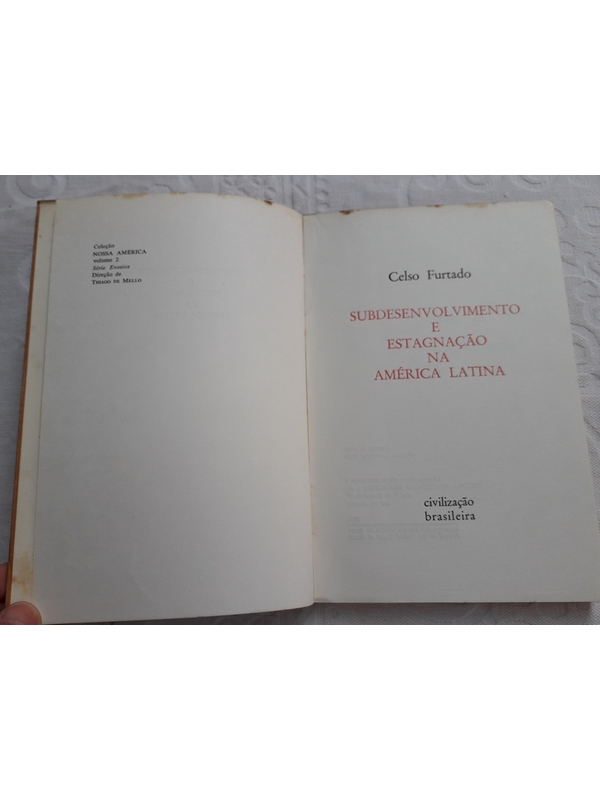 Coleção
NOSSA AMÉRICA
volume 2
Série Ensaios
Direção de
THIAGO DE MELLO
Celso Furtado
SUBDESENVOLVIMENTO
E
ESTAGNAÇÃO
NA
AMÉRICA LATINA
civilização
brasileira